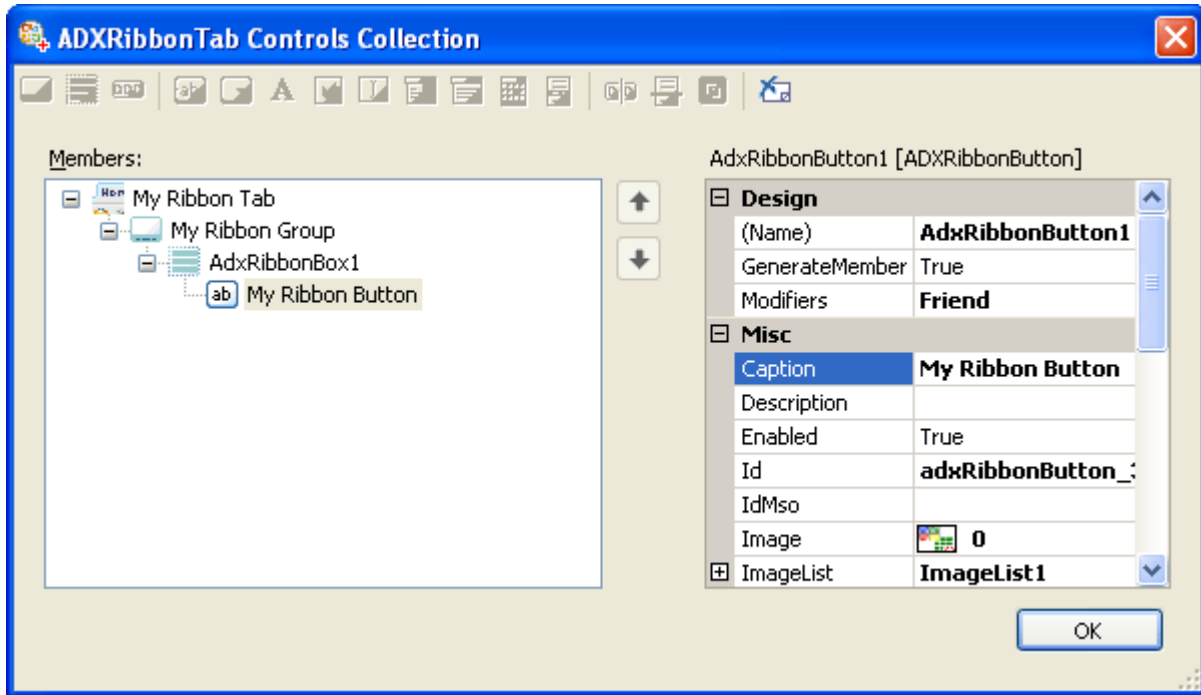 ADXRibbonTab Controls Collection
Members:
My Ribbon Tab
My Ribbon Group
AdxRibbonBox1
ab My Ribbon Button
AdxRibbonButton1 [ADXRibbonButton]
Design
(Name) AdxRibbonButton1
GenerateMember True
Modifiers Friend
Misc
Caption My Ribbon Button
Description
Enabled True
Id adxRibbonButton_
IdMso
Image 0
ImageList ImageList1
OK